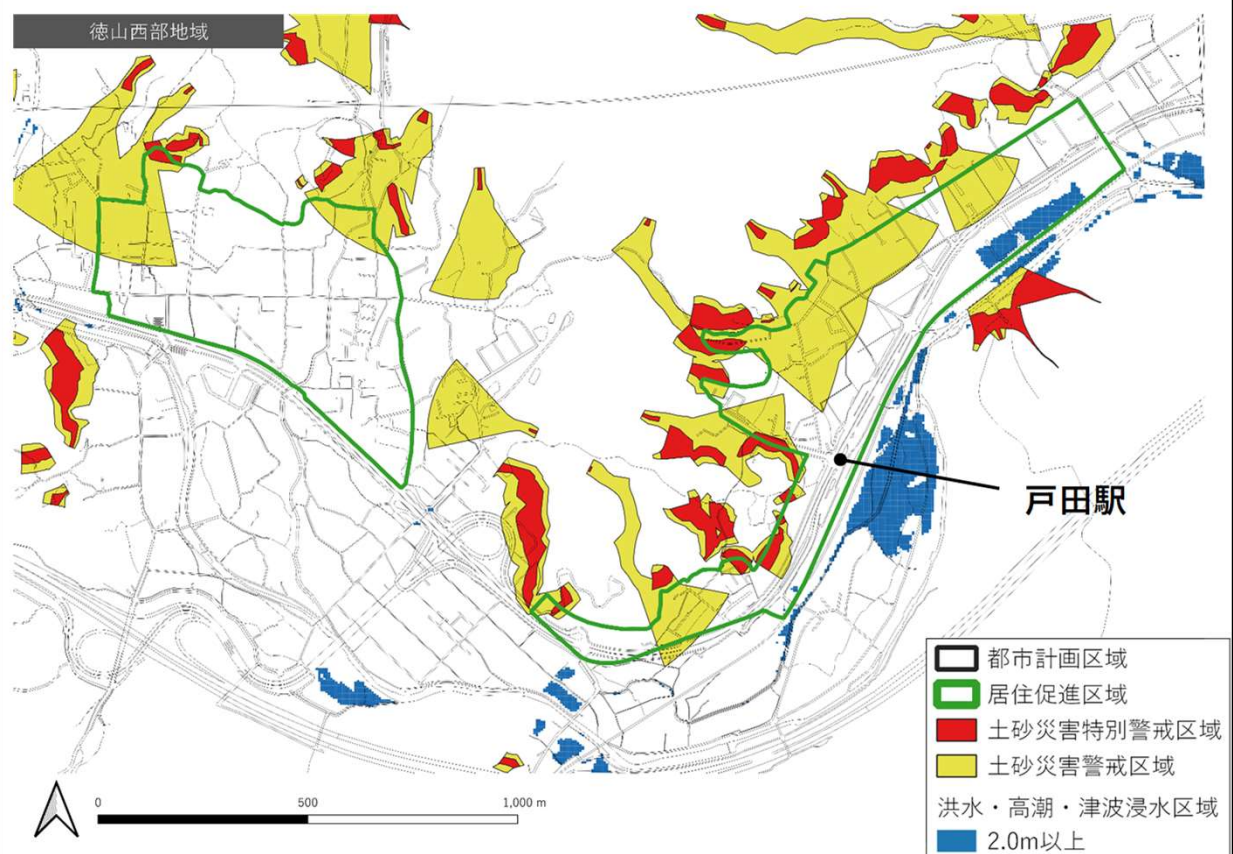 徳山西部地域
戸田駅
都市計画区域
居住促進区域
土砂災害特別警戒区域
土砂災害警戒区域
洪水・高潮・津波浸水区域
2.0m以上
0 500 1,000 m